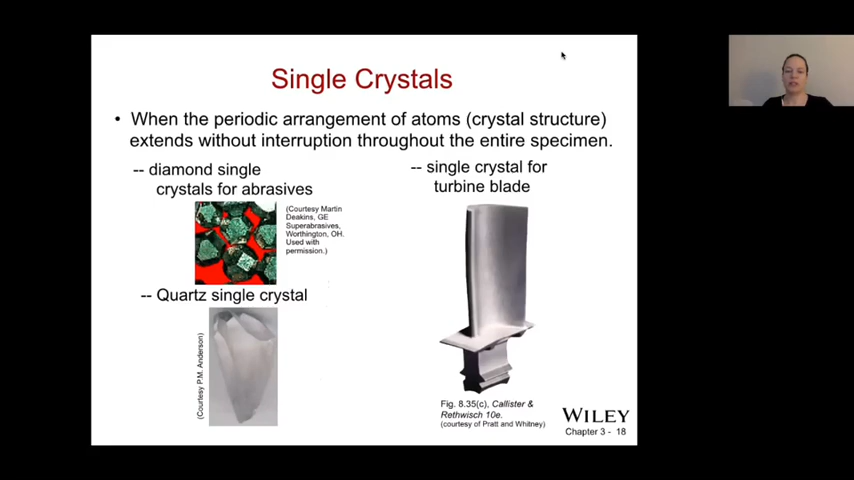 Single Crystals
• When the periodic arrangement of atoms (crystal structure)
extends without interruption throughout the entire specimen.
-- diamond single
crystals for abrasives
(Courtesy Martin
Deakins, GE
Superabrasives,
Worthington, OH.
Used with
permission.)
-- Quartz single crystal
(Courtesy P.M. Anderson)
-- single crystal for
turbine blade
Fig. 8.35(c), Callister &
Rethwisch 10e.
(courtesy of Pratt and Whitney)
WILEY
Chapter 3 - 18